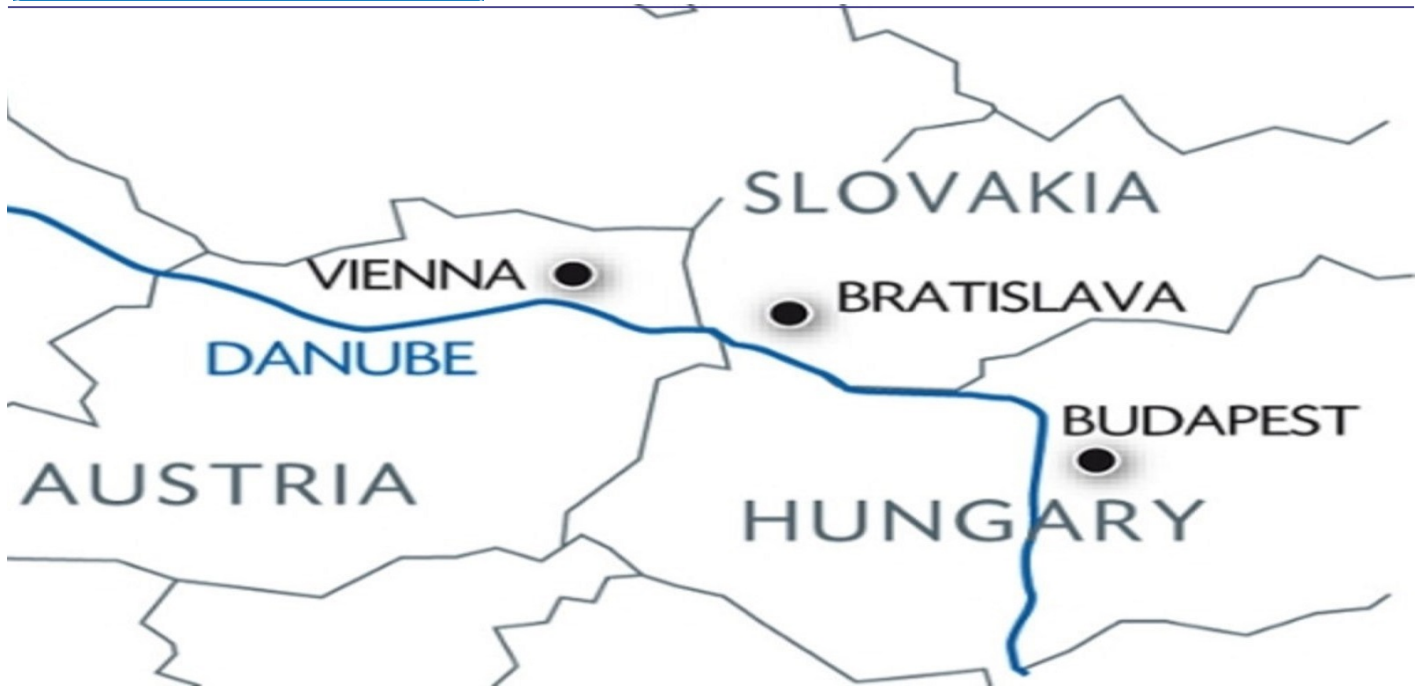 SLOVAKIA
VIENNA
BRATISLAVA
DANUBE
BUDAPEST
AUSTRIA
HUNGARY